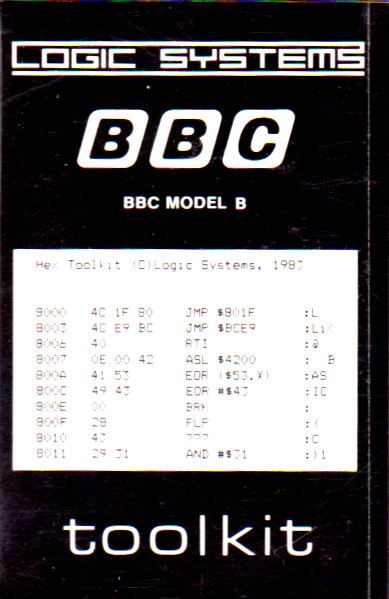 LOGIC SYSTEMS
BBC
BBC MODEL B
Hex Toolkit (C)Logic Systems, 1983
8000 4C 1F 80 JMP $801F :L
8003 4C E9 BC JMP $BCE9 :Li<
8006 40 RTI :@
8007 0E 00 42 ASL $4200 : B
800A 41 53 EOR ($53,X) :AS
800C 49 43 EOR #$43 :IC
800E 00 BRK :
800F 28 PLP :(
8010 43 ??? :C
8011 29 31 AND #$31 :)1
toolkit